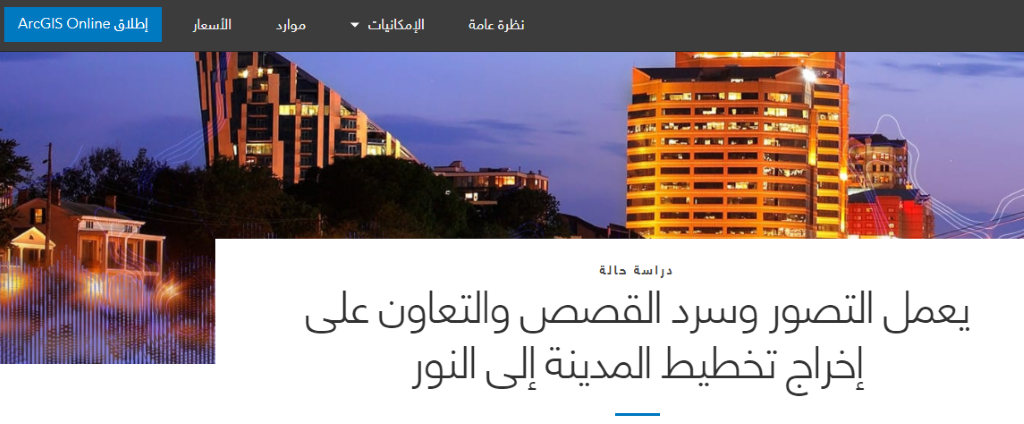 نظرة عامة
الإمكانيات
موارد
الأسعار
إطلاق ArcGIS Online
دراسة حالة
يعمل التصور وسرد القصص والتعاون على
إخراج تخطيط المدينة إلى النور